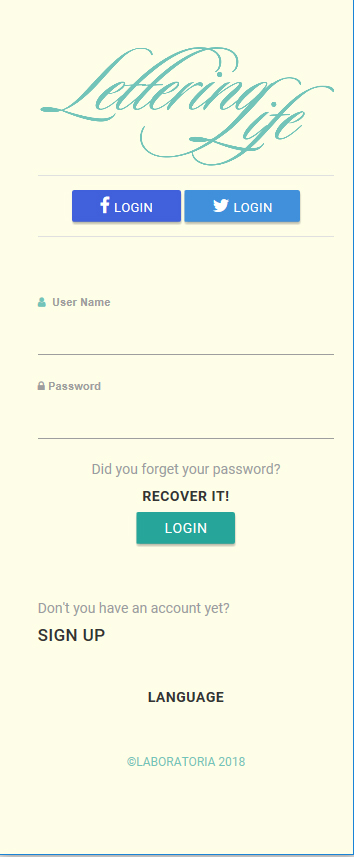 Lettering
Life
LOGIN LOGIN
User Name
Password
Did you forget your password?
RECOVER IT!
LOGIN
Don't you have an account yet?
SIGN UP
LANGUAGE
©LABORATORIA 2018